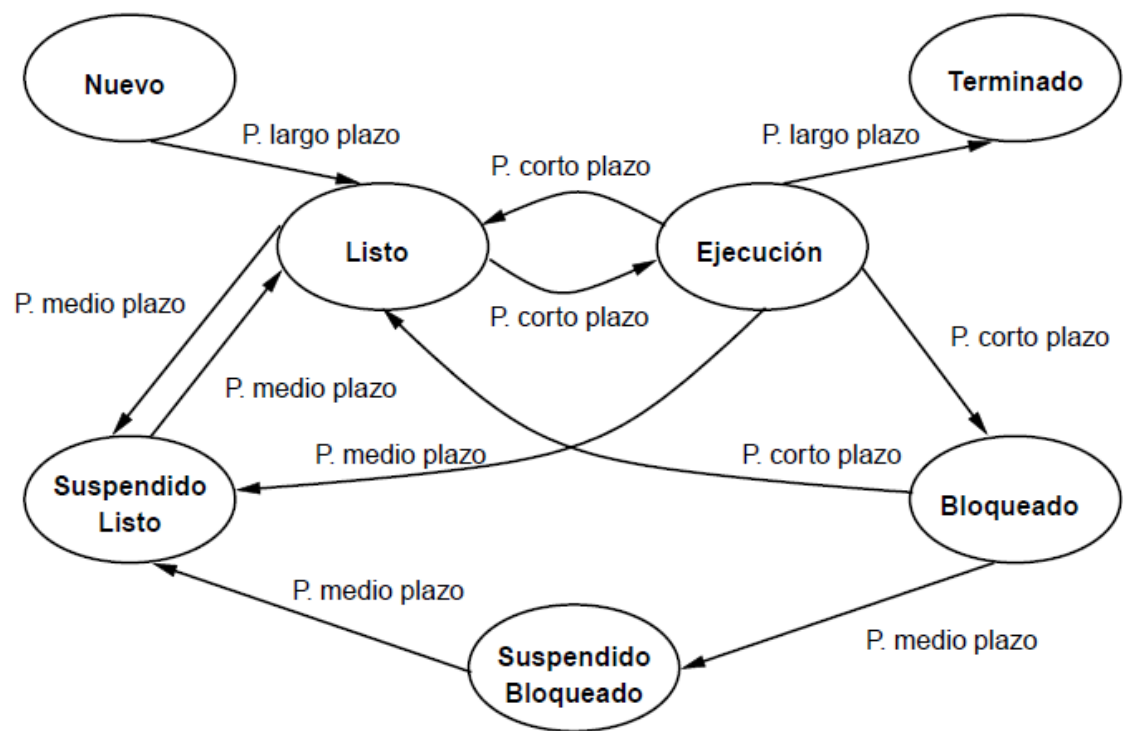 Nuevo
Terminado
P. largo plazo
P. largo plazo
P. corto plazo
Listo
Ejecución
P. medio plazo
P. corto plazo
P. corto plazo
P. medio plazo
P. medio plazo
P. corto plazo
Suspendido
Listo
Bloqueado
P. medio plazo
P. medio plazo
Suspendido
Bloqueado